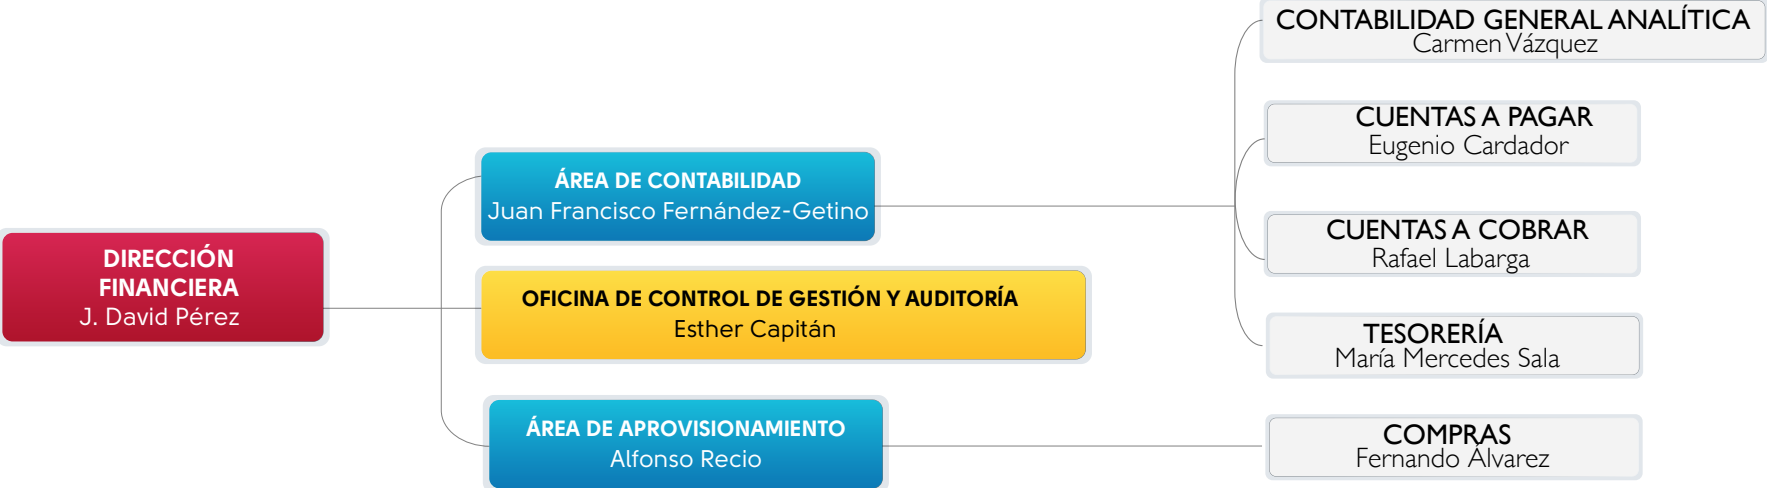 DIRECCIÓN
FINANCIERA
J. David Pérez
ÁREA DE CONTABILIDAD
Juan Francisco Fernández-Getino
OFICINA DE CONTROL DE GESTIÓN Y AUDITORÍA
Esther Capitán
ÁREA DE APROVISIONAMIENTO
Alfonso Recio
CONTABILIDAD GENERAL ANALÍTICA
Carmen Vázquez
CUENTAS A PAGAR
Eugenio Cardador
CUENTAS A COBRAR
Rafael Labarga
TESORERÍA
María Mercedes Sala
COMPRAS
Fernando Álvarez